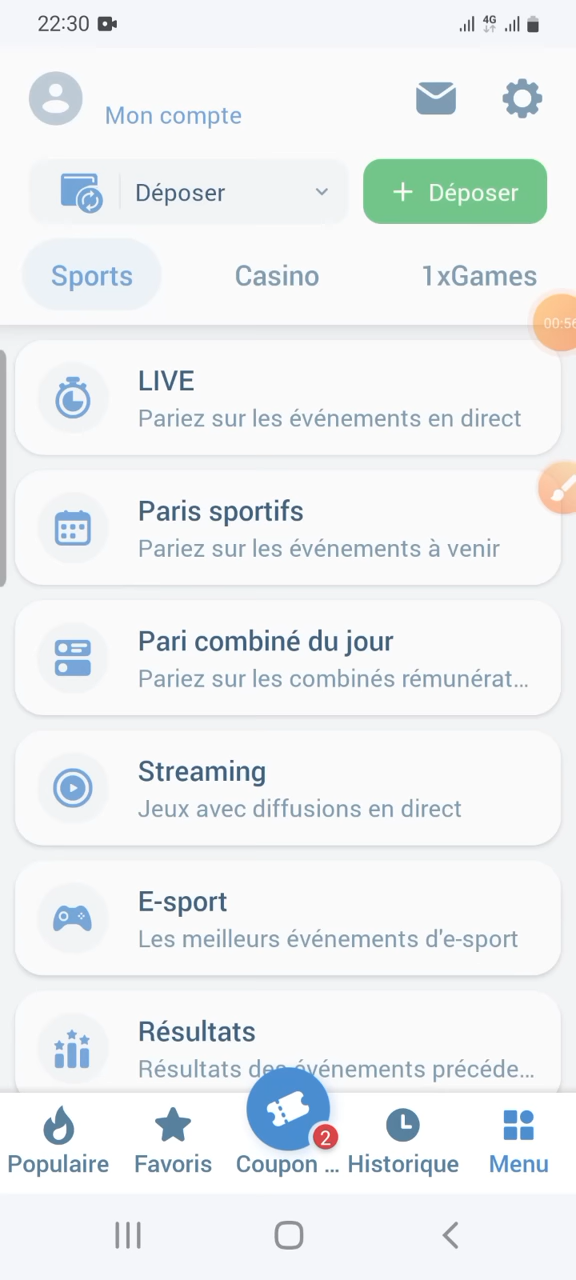 22:30
4G
Mon compte
Déposer
+ Déposer
Sports
Casino
1xGames
00:56
LIVE
Pariez sur les événements en direct
Paris sportifs
Pariez sur les événements à venir
Pari combiné du jour
Pariez sur les combinés rémunérat...
Streaming
Jeux avec diffusions en direct
E-sport
Les meilleurs événements d'e-sport
Résultats
Résultats des événements précéde...
2
Populaire
Favoris
Coupon ...
Historique
Menu